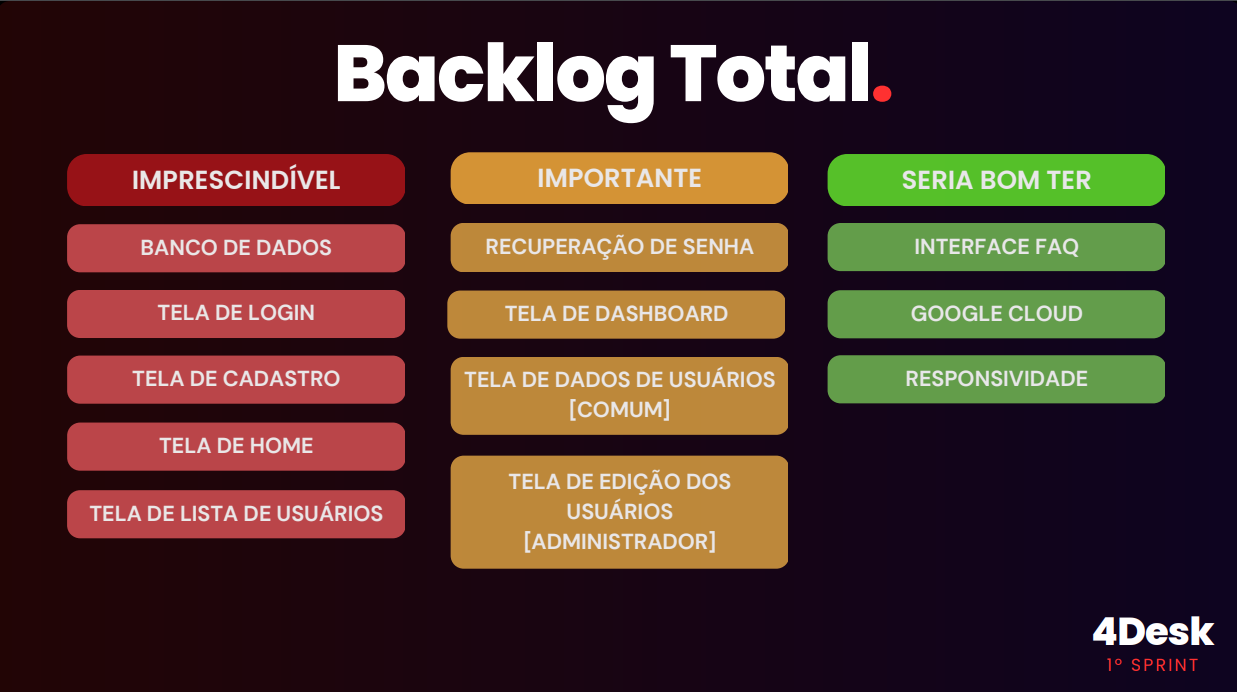 Backlog Total.
IMPRESCINDÍVEL
BANCO DE DADOS
TELA DE LOGIN
TELA DE CADASTRO
TELA DE HOME
TELA DE LISTA DE USUÁRIOS
IMPORTANTE
RECUPERAÇÃO DE SENHA
TELA DE DASHBOARD
TELA DE DADOS DE USUÁRIOS
[COMUM]
TELA DE EDIÇÃO DOS
USUÁRIOS
[ADMINISTRADOR]
SERIA BOM TER
INTERFACE FAQ
GOOGLE CLOUD
RESPONSIVIDADE
4Desk
1º SPRINT